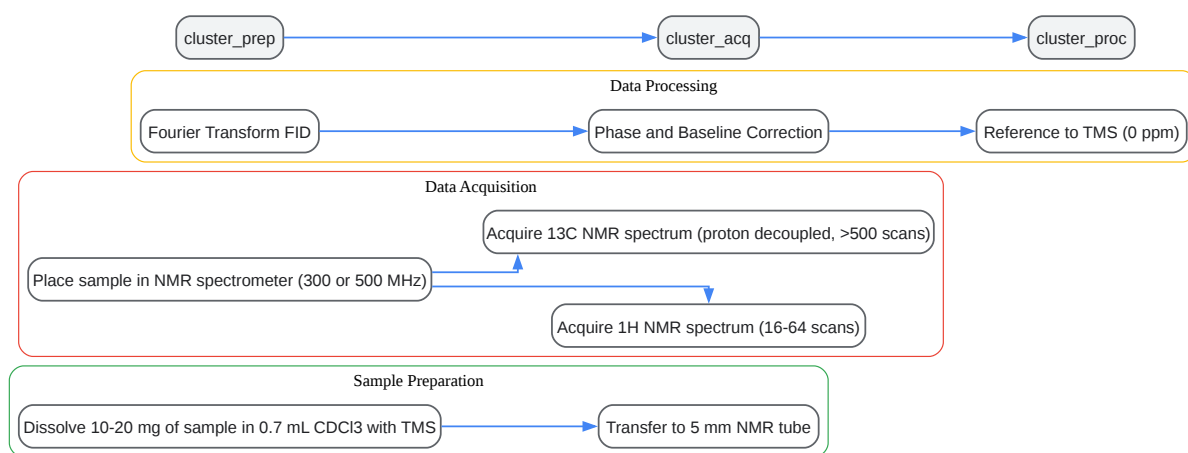 cluster_prep
cluster_acq
cluster_proc
Data Processing
Fourier Transform FID
Phase and Baseline Correction
Reference to TMS (0 ppm)
Data Acquisition
Acquire 13C NMR spectrum (proton decoupled, >500 scans)
Place sample in NMR spectrometer (300 or 500 MHz)
Acquire 1H NMR spectrum (16-64 scans)
Sample Preparation
Dissolve 10-20 mg of sample in 0.7 mL CDCl3 with TMS
Transfer to 5 mm NMR tube